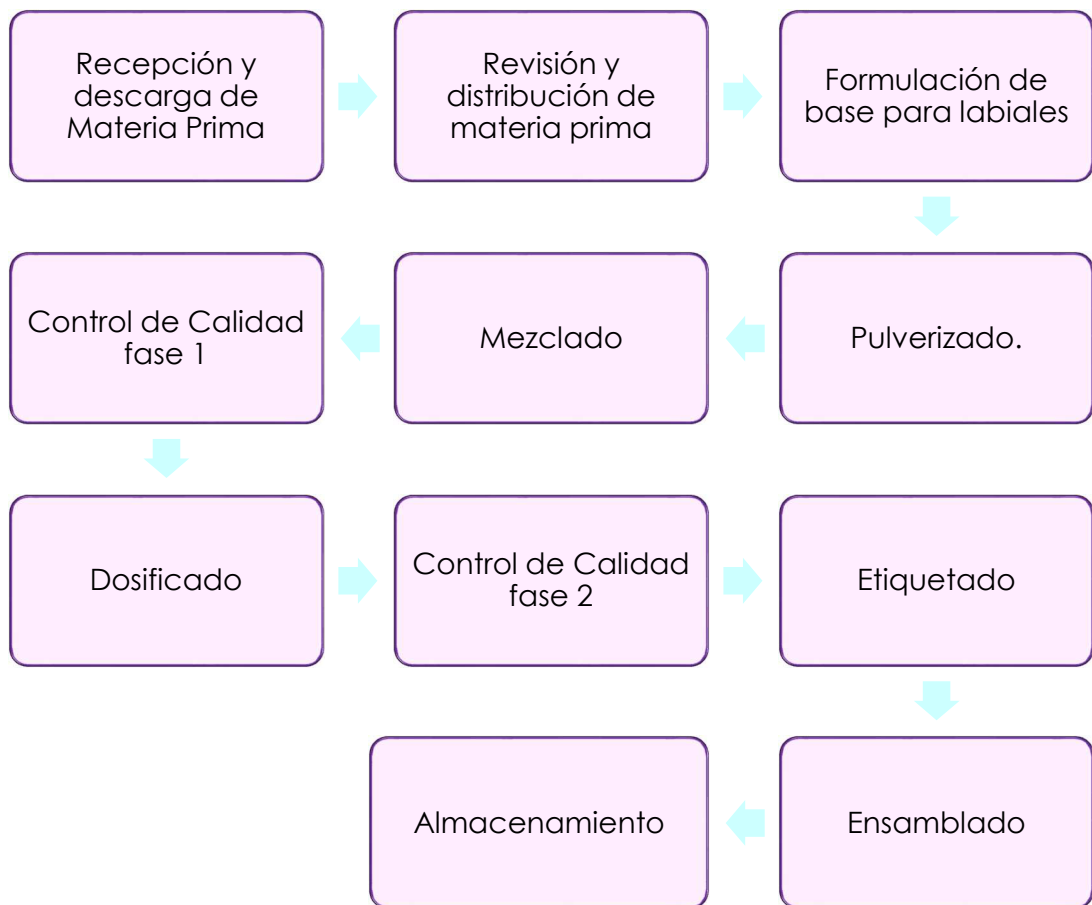 Recepción y
descarga de
Materia Prima
Revisión y
distribución de
materia prima
Formulación de
base para labiales
Pulverizado.
Mezclado
Control de Calidad
fase 1
Dosificado
Control de Calidad
fase 2
Etiquetado
Ensamblado
Almacenamiento